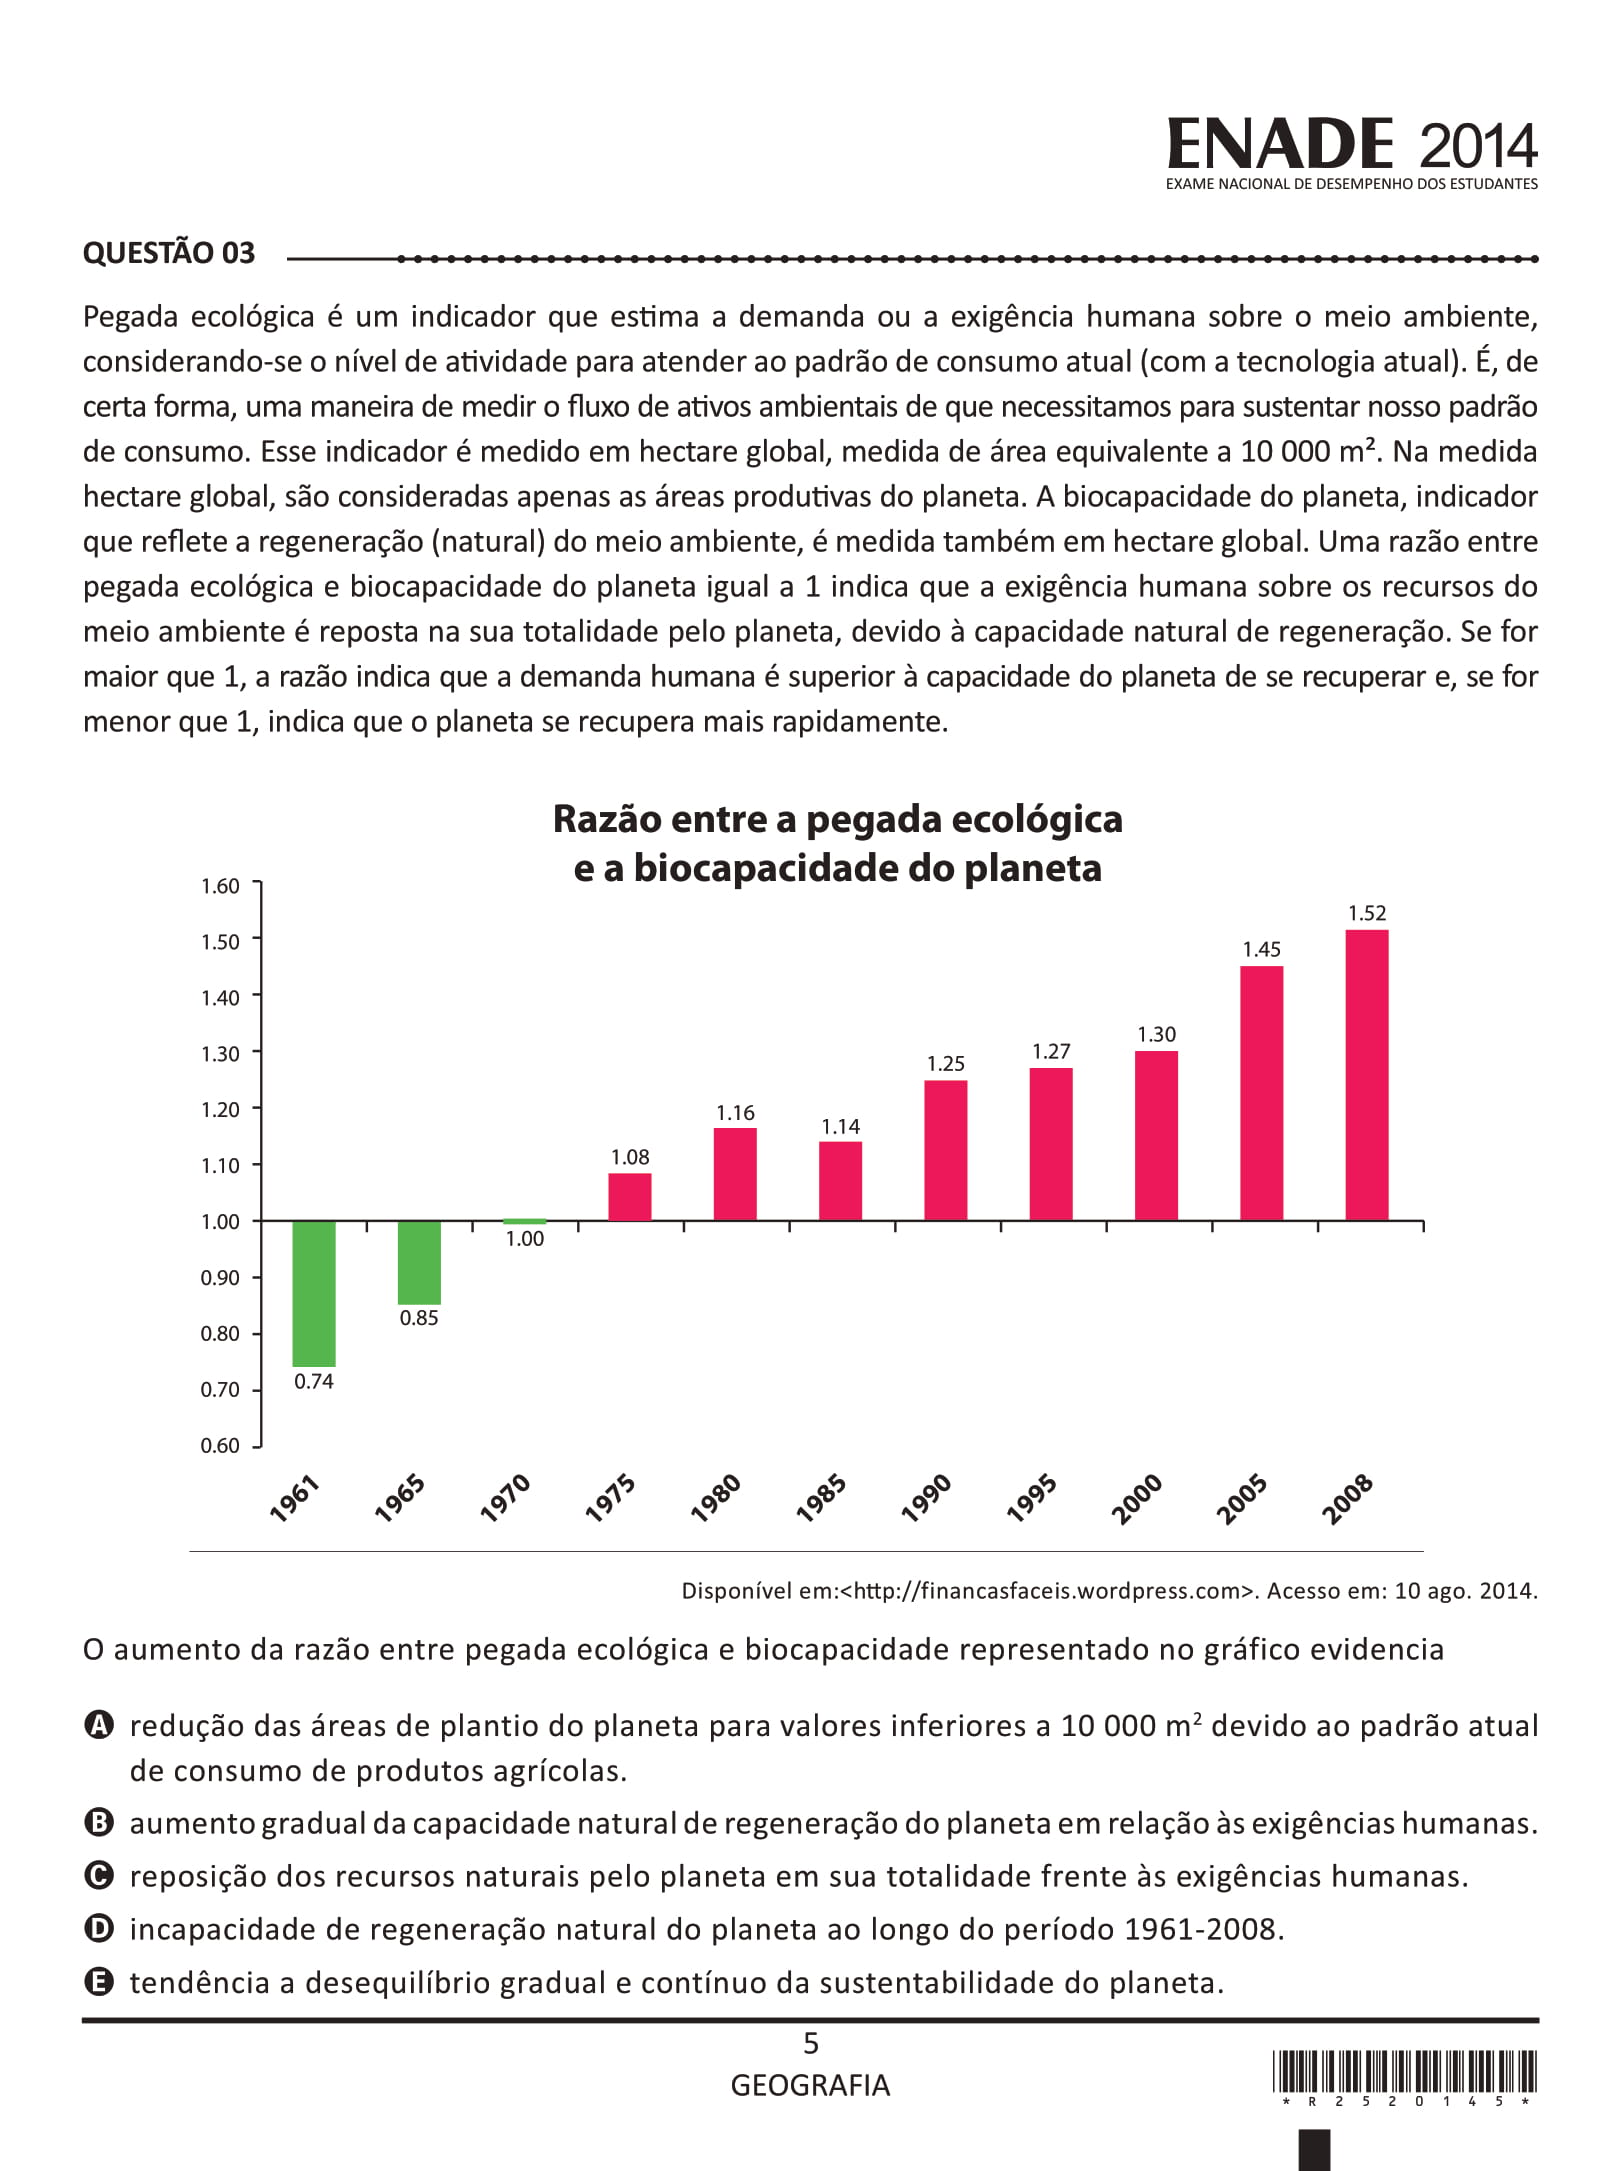 ENADE 2014
EXAME NACIONAL DE DESEMPENHO DOS ESTUDANTES
QUESTÃO 03
Pegada ecológica é um indicador que estima a demanda ou a exigência humana sobre o meio ambiente,
considerando-se o nível de atividade para atender ao padrão de consumo atual (com a tecnologia atual). É, de
certa forma, uma maneira de medir o fluxo de ativos ambientais de que necessitamos para sustentar nosso padrão
de consumo. Esse indicador é medido em hectare global, medida de área equivalente a 10 000 m². Na medida
hectare global, são consideradas apenas as áreas produtivas do planeta. A biocapacidade do planeta, indicador
que reflete a regeneração (natural) do meio ambiente, é medida também em hectare global. Uma razão entre
pegada ecológica e biocapacidade do planeta igual a 1 indica que a exigência humana sobre os recursos do
meio ambiente é reposta na sua totalidade pelo planeta, devido à capacidade natural de regeneração. Se for
maior que 1, a razão indica que a demanda humana é superior à capacidade do planeta de se recuperar e, se for
menor que 1, indica que o planeta se recupera mais rapidamente.
Razão entre a pegada ecológica
e a biocapacidade do planeta
1.60
1.50
1.40
1.30
1.20
1.10
1.00
0.90
0.80
0.70
0.60
0.74
0.85
1.00
1.08
1.16
1.14
1.25
1.27
1.30
1.45
1.52
1961
1965
1970
1975
1980
1985
1990
1995
2000
2005
2008
Disponível em:<http://financasfaceis.wordpress.com>. Acesso em: 10 ago. 2014.
O aumento da razão entre pegada ecológica e biocapacidade representado no gráfico evidencia
A redução das áreas de plantio do planeta para valores inferiores a 10 000 m² devido ao padrão atual
de consumo de produtos agrícolas.
B aumento gradual da capacidade natural de regeneração do planeta em relação às exigências humanas.
C reposição dos recursos naturais pelo planeta em sua totalidade frente às exigências humanas.
D incapacidade de regeneração natural do planeta ao longo do período 1961-2008.
E tendência a desequilíbrio gradual e contínuo da sustentabilidade do planeta.
5
GEOGRAFIA
* R 2 5 2 0 1 4 5 *